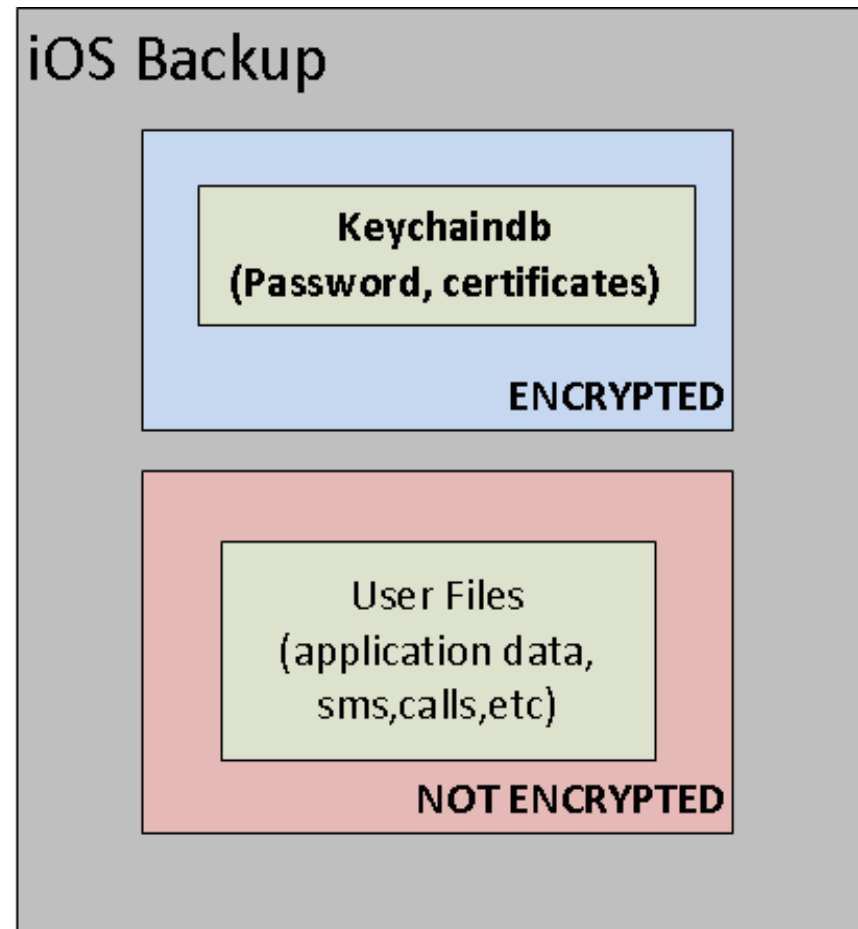 iOS Backup
Keychaindb
(Password, certificates)
ENCRYPTED
User Files
(application data,
sms,calls,etc)
NOT ENCRYPTED